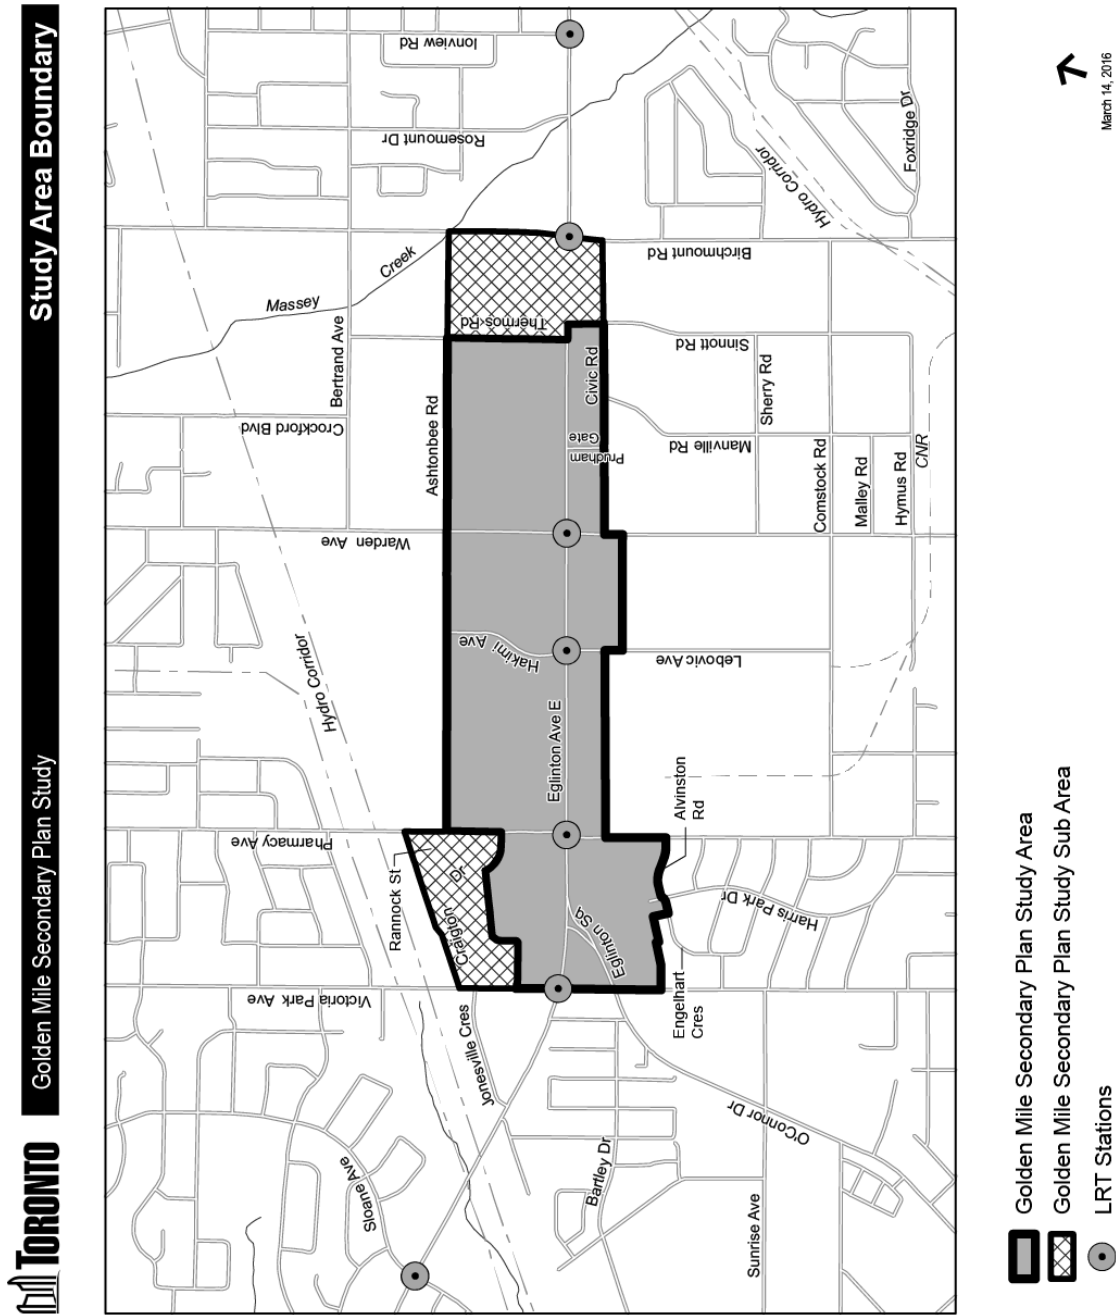 TORONTO
Golden Mile Secondary Plan Study
Study Area Boundary
Ionview Rd
Rosemount Dr
Foxridge Dr
Hydro Corridor
Creek
Massey
Birchmount Rd
Thermos Rd
Bertrand Ave
Sinnott Rd
Sherry Rd
Civic Rd
Crockford Blvd
Ashtonbee Rd
Gate
Prudham
Manville Rd
Comstock Rd
Malley Rd
Hymus Rd
CNR
Warden Ave
Hakimi Ave
Lebovic Ave
Hydro Corridor
Eglinton Ave E
Alvinston
Rd
Pharmacy Ave
Rannock St
Craigton Dr
Eglinton Sq
Harris Park Dr
Engelhart
Cres
Victoria Park Ave
Jonesville Cres
O'Connor Dr
Sloane Ave
Bartley Dr
Sunrise Ave
Golden Mile Secondary Plan Study Area
Golden Mile Secondary Plan Study Sub Area
LRT Stations
March 14, 2016